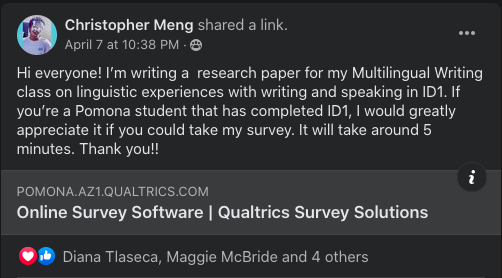 Christopher Meng shared a link.
April 7 at 10:38 PM ·
Hi everyone! I'm writing a  research paper for my Multilingual Writing
class on linguistic experiences with writing and speaking in ID1. If
you're a Pomona student that has completed ID1, I would greatly
appreciate it if you could take my survey. It will take around 5
minutes. Thank you!!
POMONA.AZ1.QUALTRICS.COM
Online Survey Software | Qualtrics Survey Solutions
Diana Tlaseca, Maggie McBride and 4 others